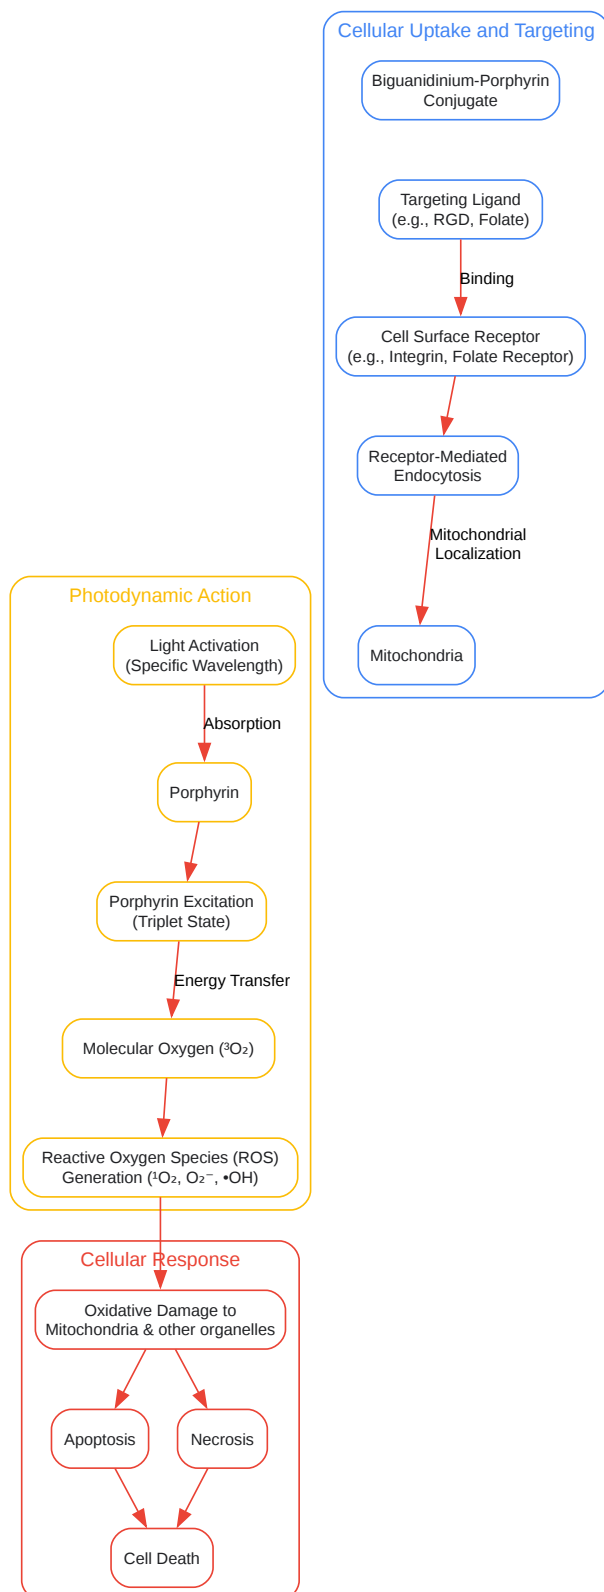 Cellular Uptake and Targeting
Biguanidinium-Porphyrin
Conjugate
Targeting Ligand
(e.g., RGD, Folate)
Binding
Cell Surface Receptor
(e.g., Integrin, Folate Receptor)
Receptor-Mediated
Endocytosis
Mitochondrial
Localization
Mitochondria
Photodynamic Action
Light Activation
(Specific Wavelength)
Absorption
Porphyrin
Porphyrin Excitation
(Triplet State)
Energy Transfer
Molecular Oxygen (³O₂)
Reactive Oxygen Species (ROS)
Generation (¹O₂, O₂⁻, •OH)
Cellular Response
Oxidative Damage to
Mitochondria & other organelles
Apoptosis
Necrosis
Cell Death